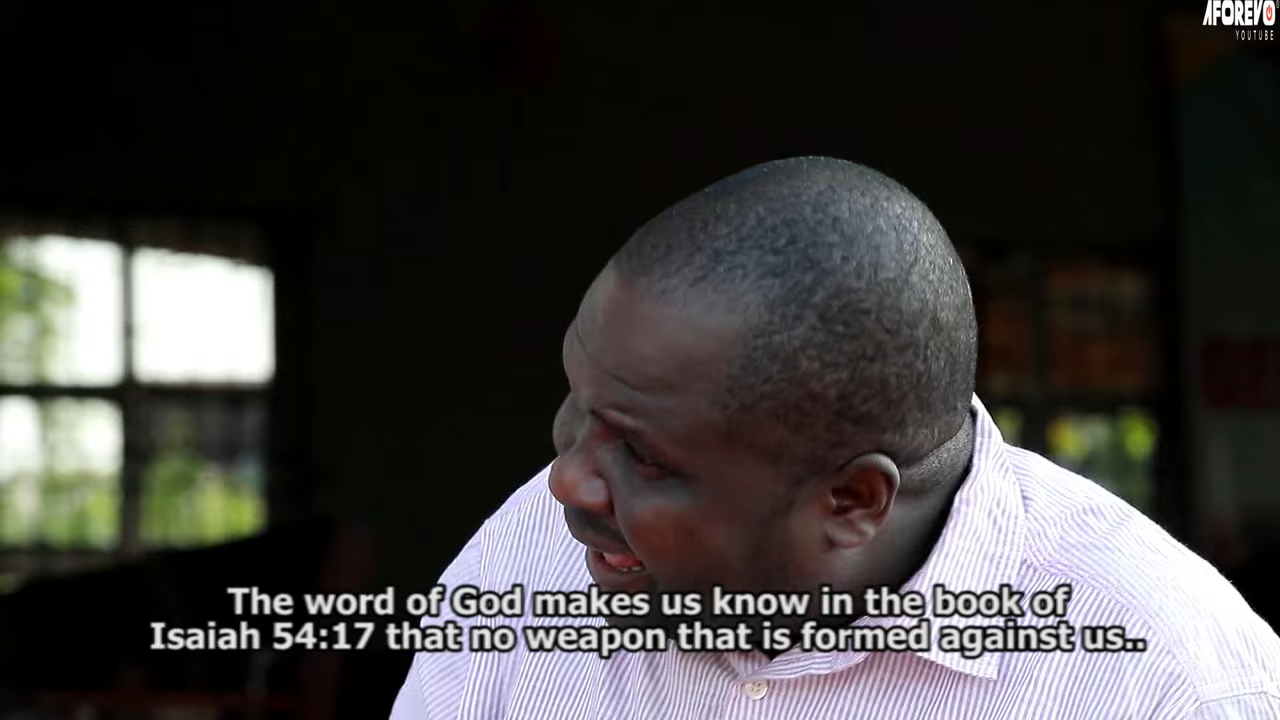 AFOREVO
YOUTUBE
The word of God makes us know in the book of
Isaiah 54:17 that no weapon that is formed against us..